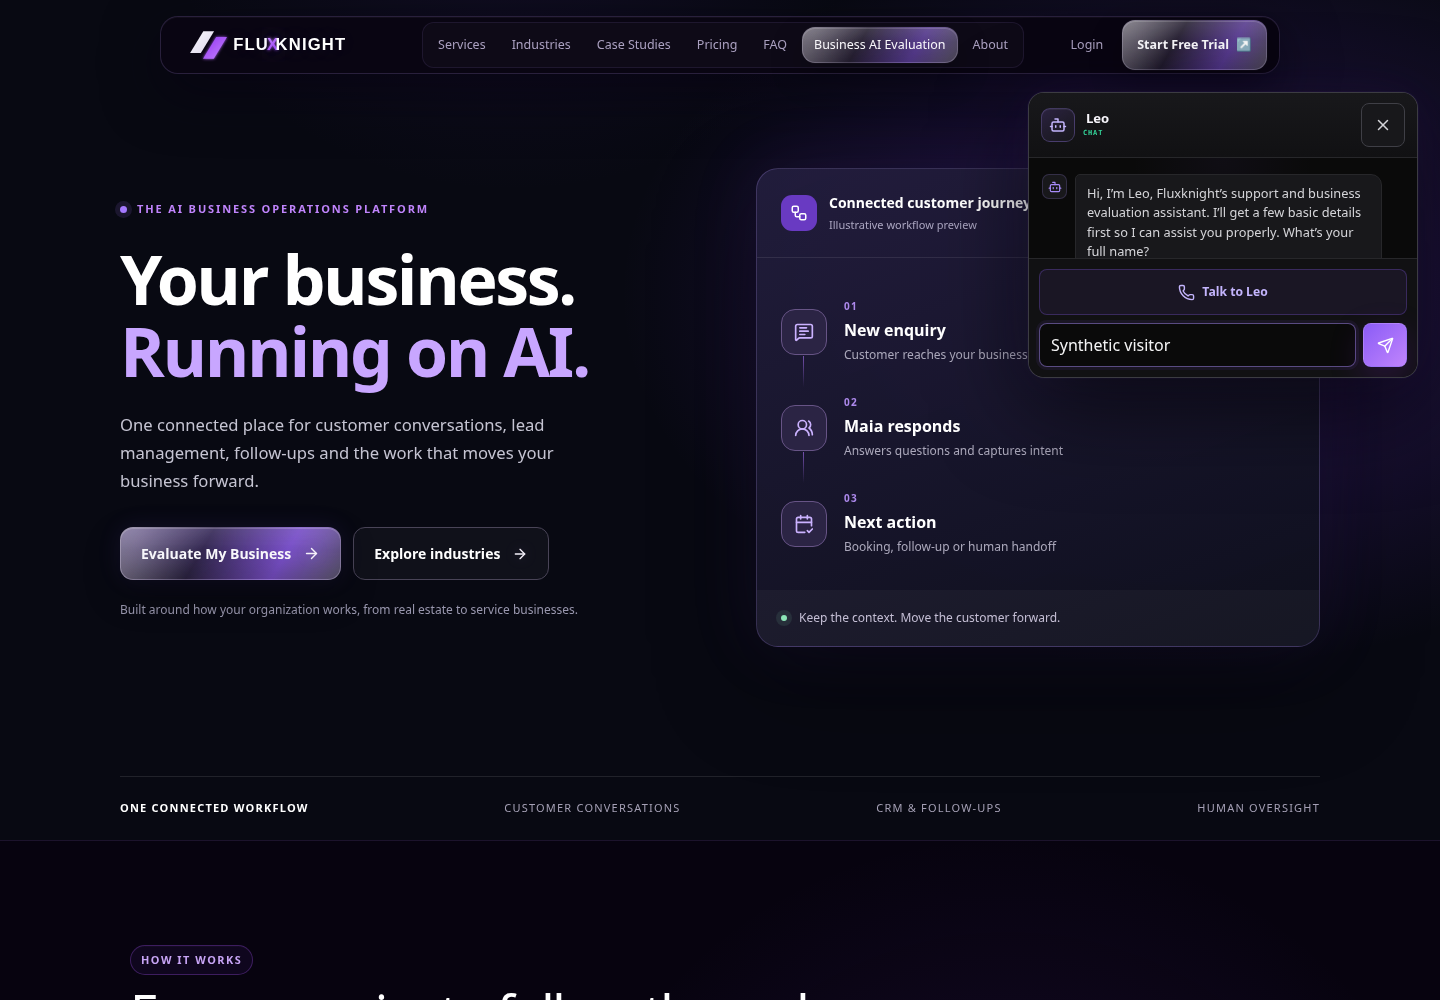 FLUXKNIGHT
Services
Industries
Case Studies
Pricing
FAQ
Business AI Evaluation
About
Login
Start Free Trial ↗
Leo
CHAT
Hi, I’m Leo, Fluxknight’s support and business
evaluation assistant. I’ll get a few basic details
first so I can assist you properly. What’s your
full name?
Talk to Leo
Synthetic visitor
THE AI BUSINESS OPERATIONS PLATFORM
Your business.
Running on AI.
One connected place for customer conversations, lead
management, follow-ups and the work that moves your
business forward.
Evaluate My Business →
Explore industries →
Built around how your organization works, from real estate to service businesses.
Connected customer journey
Illustrative workflow preview
01
New enquiry
Customer reaches your business
02
Maia responds
Answers questions and captures intent
03
Next action
Booking, follow-up or human handoff
Keep the context. Move the customer forward.
ONE CONNECTED WORKFLOW
CUSTOMER CONVERSATIONS
CRM & FOLLOW-UPS
HUMAN OVERSIGHT
HOW IT WORKS